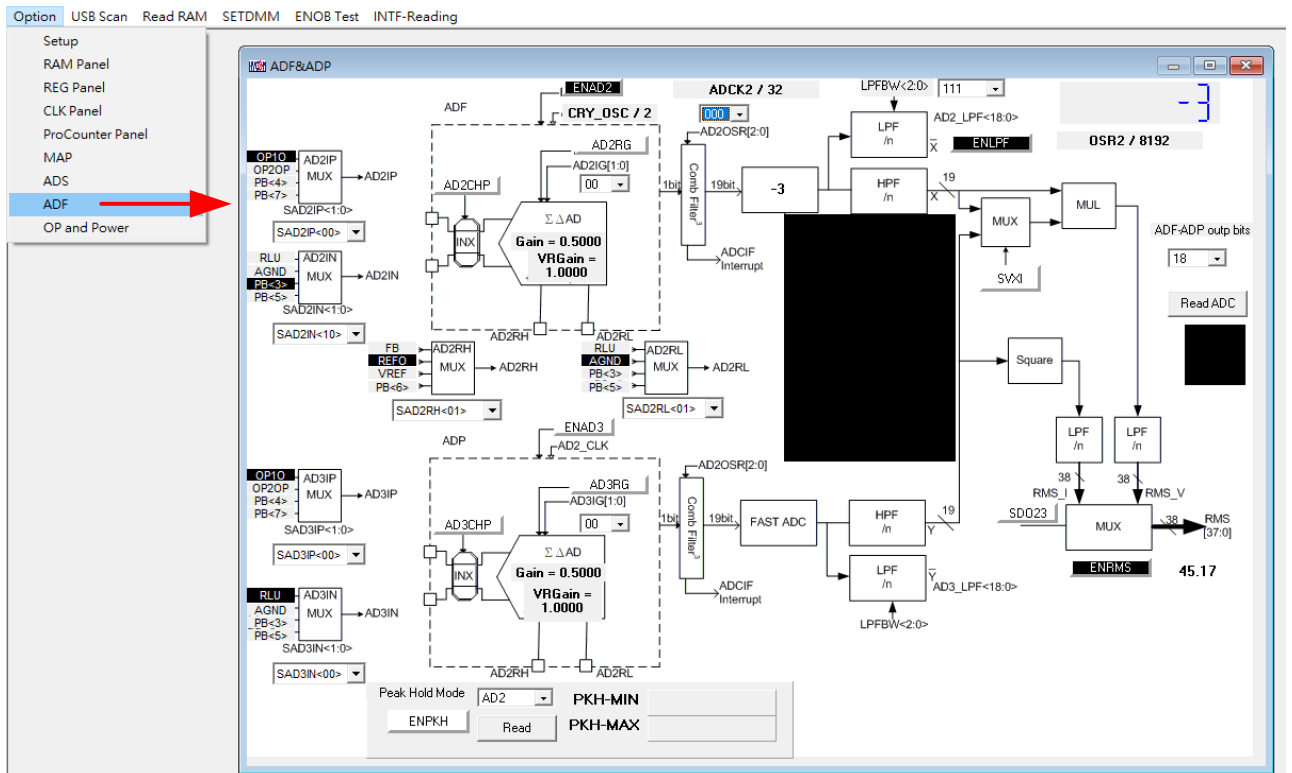 Option USB Scan Read RAM SETDMM ENOB Test INTF-Reading
Setup
RAM Panel
REG Panel
CLK Panel
ProCounter Panel
MAP
ADS
ADF
OP and Power
ADF&ADP
ENAD2
ADF
CRY_OSC / 2
ADCK2 / 32
000
AD2OSR[2:0]
LPFBW<2:0>
111
LPF
/n
AD2_LPF<18:0>
X
ENLPF
-3
OSR2 / 8192
OP1O
OP2OP
PB<4>
PB<7>
AD2IP
MUX
AD2IP
SAD2IP<1:0>
SAD2IP<00>
RLU
AGND
PB<3>
PB<5>
AD2IN
MUX
AD2IN
SAD2IN<1:0>
SAD2IN<10>
AD2RG
AD2IG[1:0]
00
AD2CHP
INX
ΣΔAD
Gain = 0.5000
VRGain =
1.0000
1bit
Comb Filter³
19bit
-3
ADCIF
Interrupt
HPF
/n
X
19
MUX
SVXI
MUL
ADF-ADP outp bits
18
Read ADC
AD2RH
AD2RL
FB
REFO
VREF
PB<6>
AD2RH
MUX
AD2RH
SAD2RH<01>
RLU
AGND
PB<3>
PB<5>
AD2RL
MUX
AD2RL
SAD2RL<01>
Square
LPF
/n
LPF
/n
38
38
RMS_I
RMS_V
SDO23
MUX
38
RMS
[37:0]
ENRMS
45.17
ADP
ENAD3
AD2_CLK
OP1O
OP2OP
PB<4>
PB<7>
AD3IP
MUX
AD3IP
SAD3IP<1:0>
SAD3IP<00>
RLU
AGND
PB<3>
PB<5>
AD3IN
MUX
AD3IN
SAD3IN<1:0>
SAD3IN<00>
AD3RG
AD3IG[1:0]
00
AD3CHP
INX
ΣΔAD
Gain = 0.5000
VRGain =
1.0000
AD2OSR[2:0]
1bit
Comb Filter³
19bit
FAST ADC
ADCIF
Interrupt
HPF
/n
Y
19
LPF
/n
Y
AD3_LPF<18:0>
LPFBW<2:0>
AD2RH
AD2RL
Peak Hold Mode
AD2
PKH-MIN
ENPKH
Read
PKH-MAX